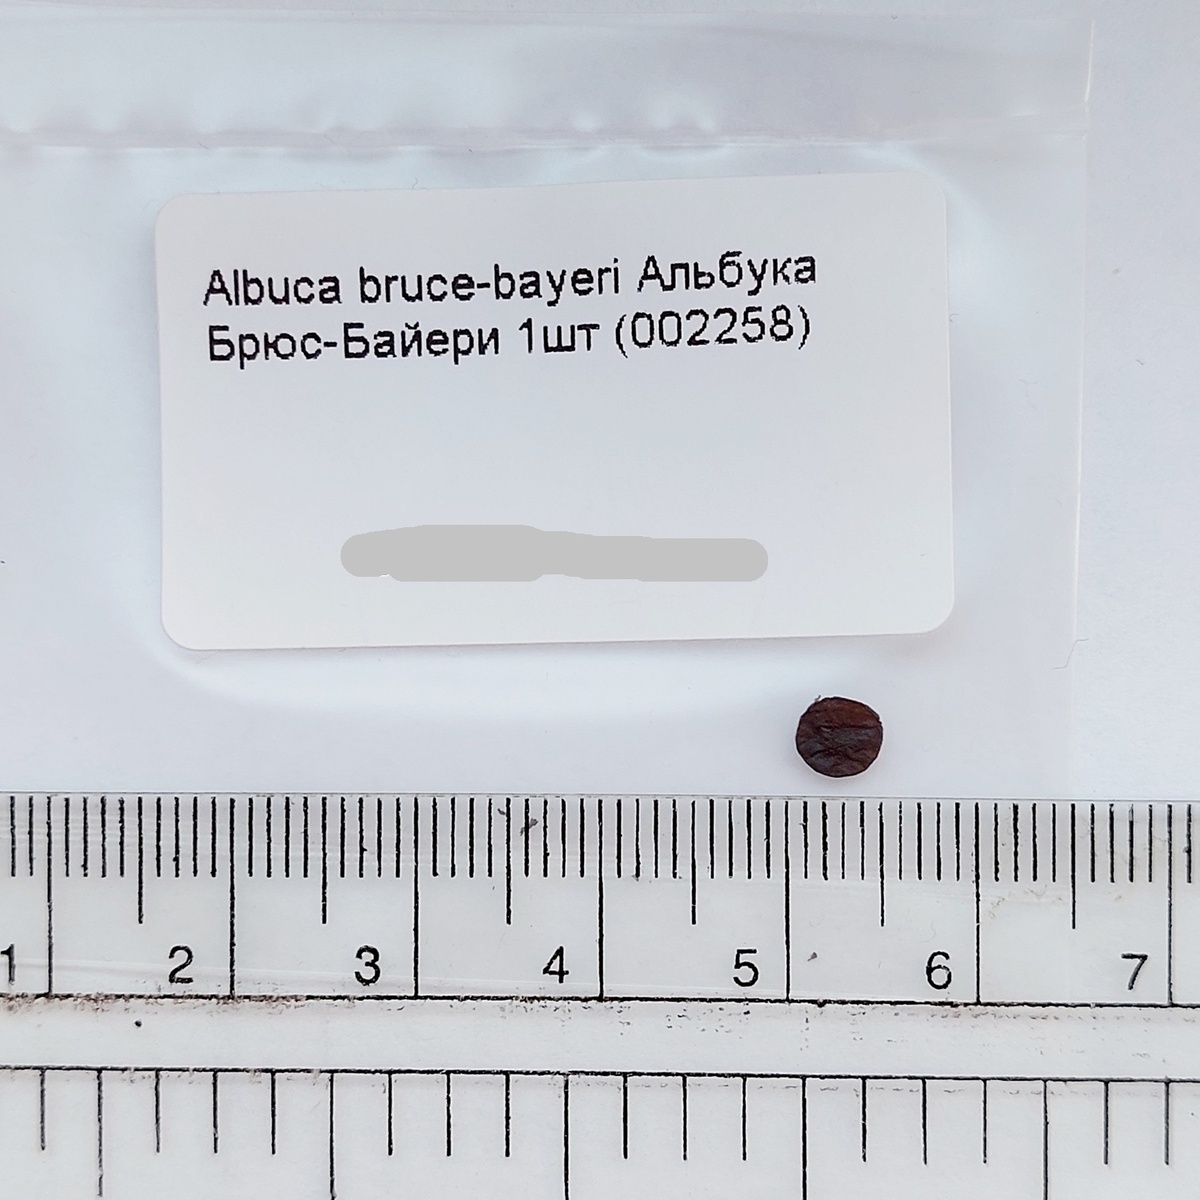 Albuca bruce-bayeri Альбука
Брюс-Байери 1шт (002258)
1 2 3 4 5 6 7